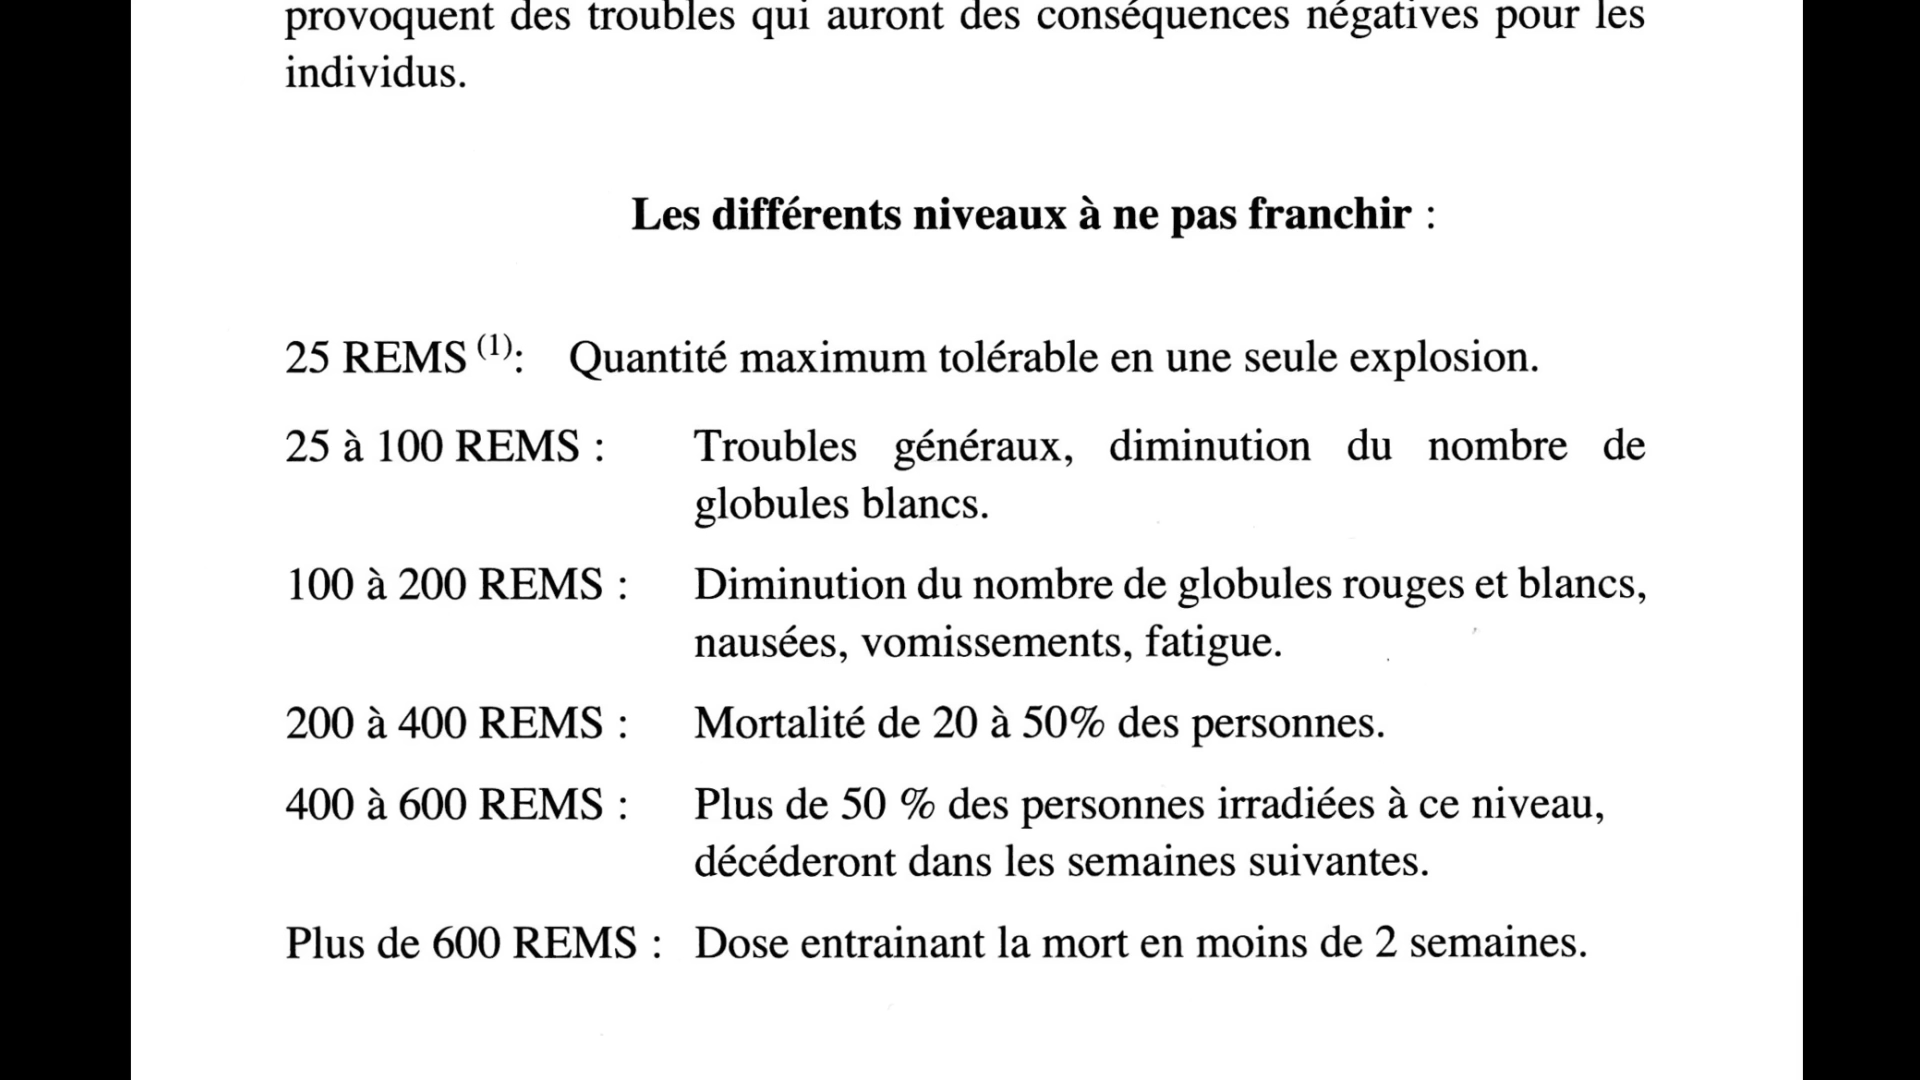 provoquent des troubles qui auront des conséquences négatives pour les
individus.
Les différents niveaux à ne pas franchir :
25 REMS (1): Quantité maximum tolérable en une seule explosion.
25 à 100 REMS : Troubles généraux, diminution du nombre de
globules blancs.
100 à 200 REMS : Diminution du nombre de globules rouges et blancs,
nausées, vomissements, fatigue.
200 à 400 REMS : Mortalité de 20 à 50% des personnes.
400 à 600 REMS : Plus de 50 % des personnes irradiées à ce niveau,
décéderont dans les semaines suivantes.
Plus de 600 REMS : Dose entrainant la mort en moins de 2 semaines.